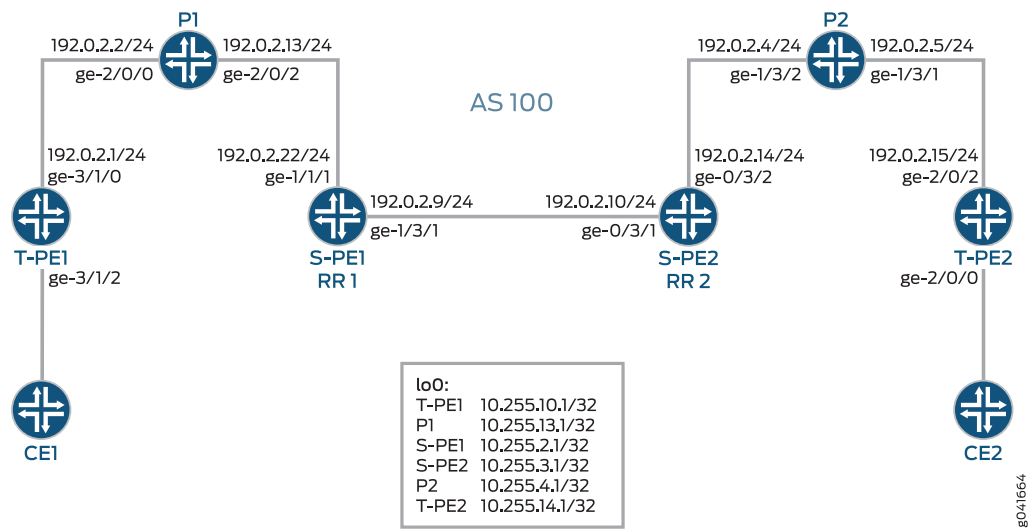 P1
192.0.2.2/24
ge-2/0/0
192.0.2.13/24
ge-2/0/2
P2
192.0.2.4/24
ge-1/3/2
192.0.2.5/24
ge-1/3/1
AS 100
192.0.2.1/24
ge-3/1/0
192.0.2.22/24
ge-1/1/1
192.0.2.14/24
ge-0/3/2
192.0.2.15/24
ge-2/0/2
T-PE1
ge-3/1/2
192.0.2.9/24
ge-1/3/1
S-PE1
RR 1
192.0.2.10/24
ge-0/3/1
S-PE2
RR 2
T-PE2
ge-2/0/0
CE1
lo0:
T-PE1 10.255.10.1/32
P1 10.255.13.1/32
S-PE1 10.255.2.1/32
S-PE2 10.255.3.1/32
P2 10.255.4.1/32
T-PE2 10.255.14.1/32
CE2
g041664